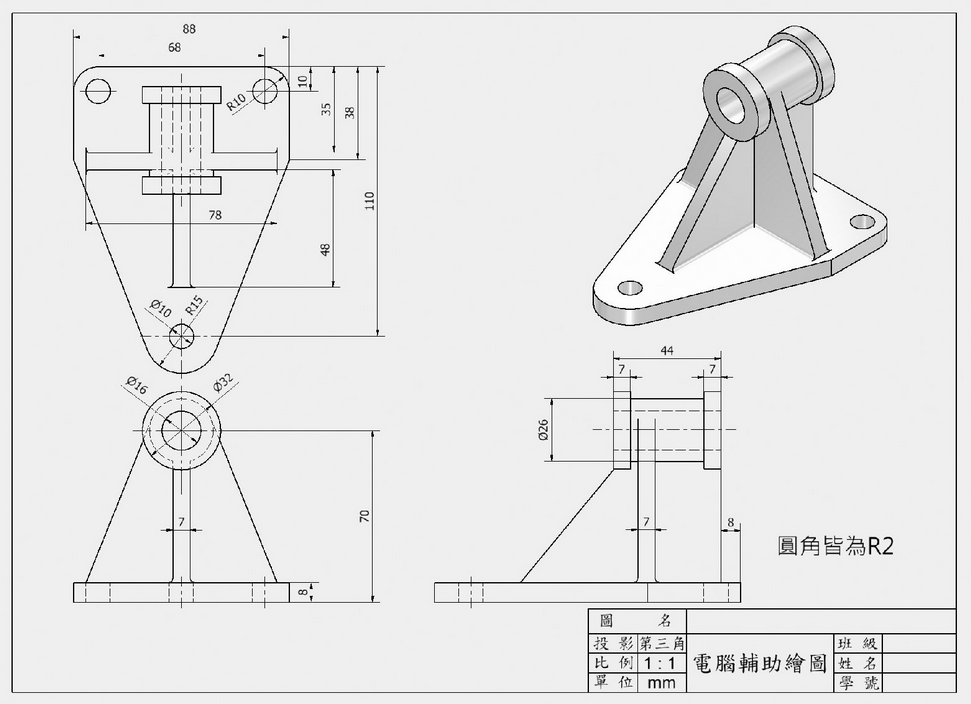 88
68
10
35
38
R10
110
78
48
Ø10
R15
Ø16
Ø32
44
7
7
Ø26
70
7
7
8
8
圓角皆為R2
圖 名
投 影 第三角
比 例 1:1
單 位 mm
電腦輔助繪圖
班 級
姓 名
學 號